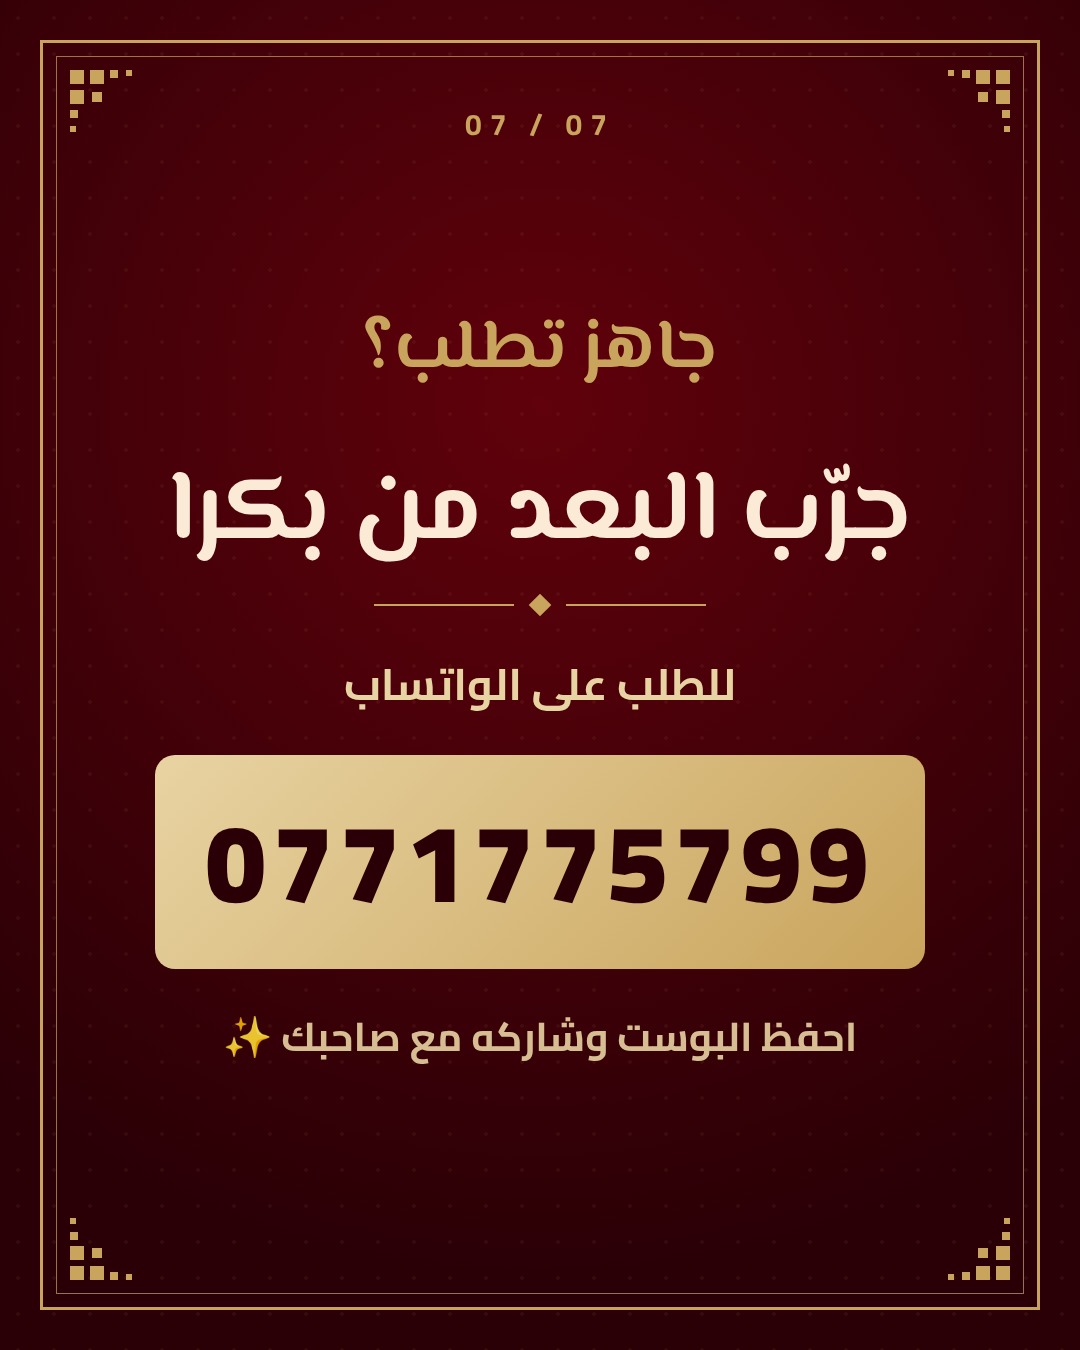 07 / 07
جاهز تطلب؟
جرّب البعد من بكرا
للطلب على الواتساب
0771775799
احفظ البوست وشاركه مع صاحبك ✨